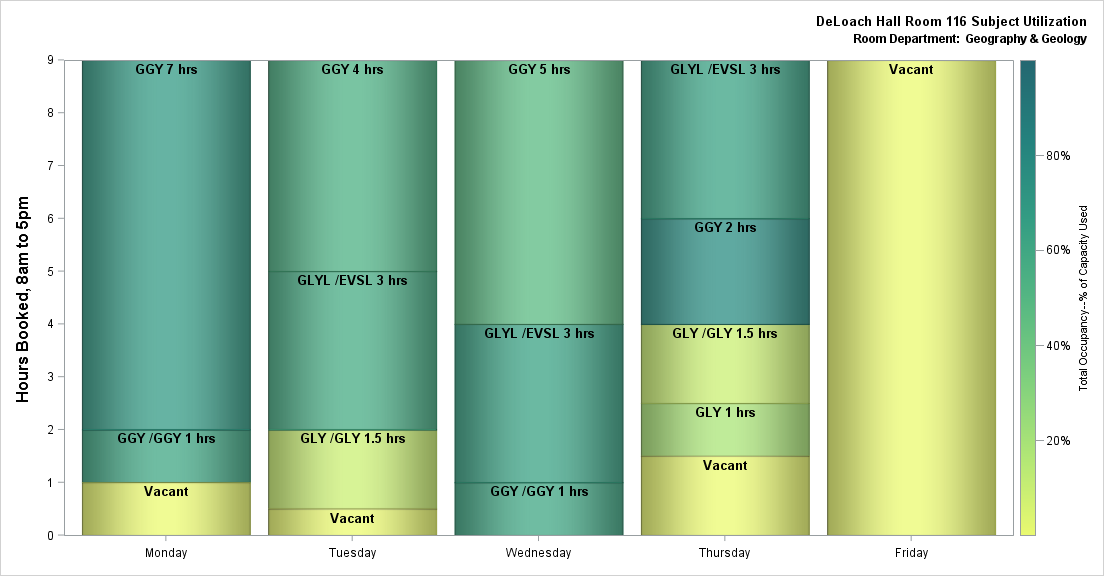 DeLoach Hall Room 116 Subject Utilization
Room Department: Geography & Geology
Hours Booked, 8am to 5pm
9
8
7
6
5
4
3
2
1
0
GGY 7 hrs
GGY /GGY 1 hrs
Vacant
GGY 4 hrs
GLYL /EVSL 3 hrs
GLY /GLY 1.5 hrs
Vacant
GGY 5 hrs
GLYL /EVSL 3 hrs
GGY /GGY 1 hrs
GLYL /EVSL 3 hrs
GGY 2 hrs
GLY /GLY 1.5 hrs
GLY 1 hrs
Vacant
Vacant
Monday
Tuesday
Wednesday
Thursday
Friday
80%
60%
40%
20%
Total Occupancy--% of Capacity Used